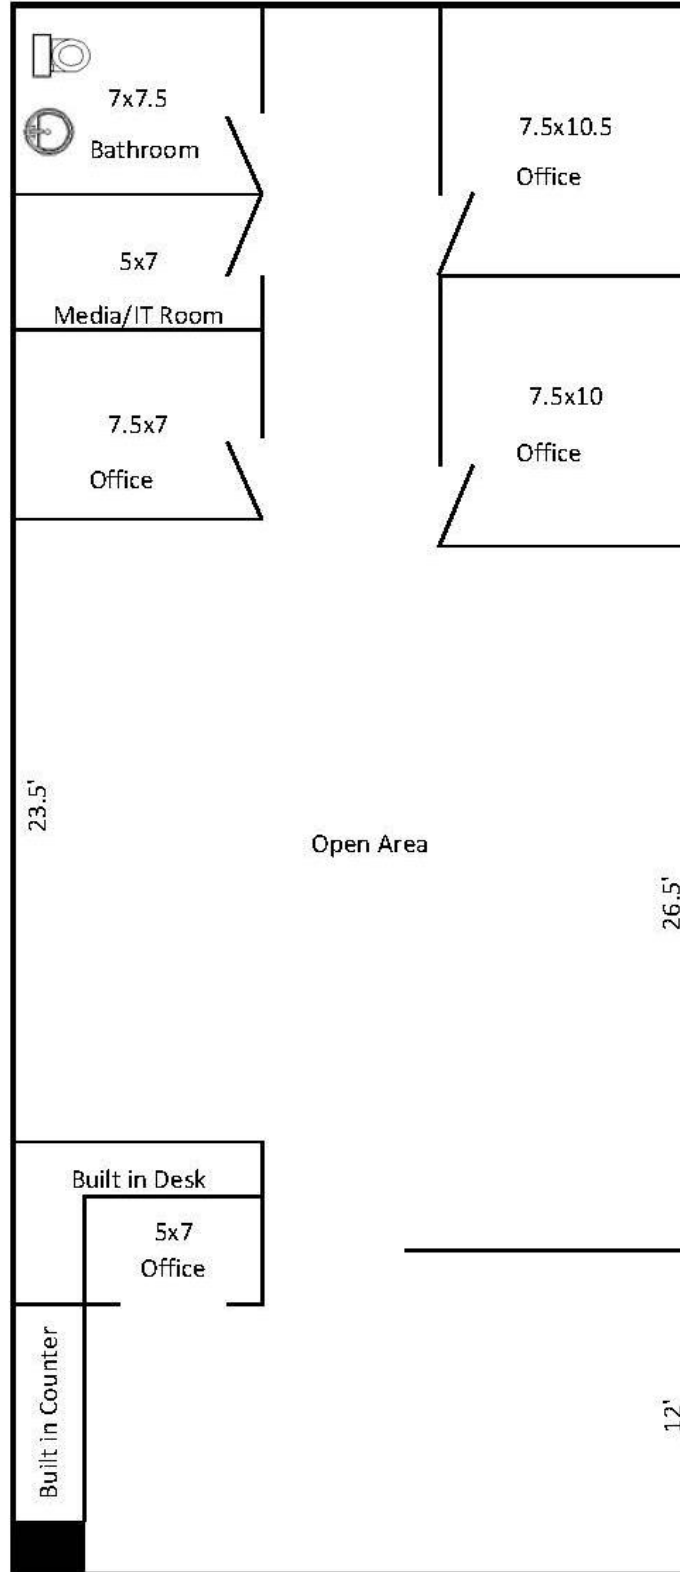 7x7.5
Bathroom
7.5x10.5
Office
5x7
Media/IT Room
7.5x7
Office
7.5x10
Office
23.5'
Open Area
26.5'
Built in Desk
5x7
Office
Built in Counter
12'